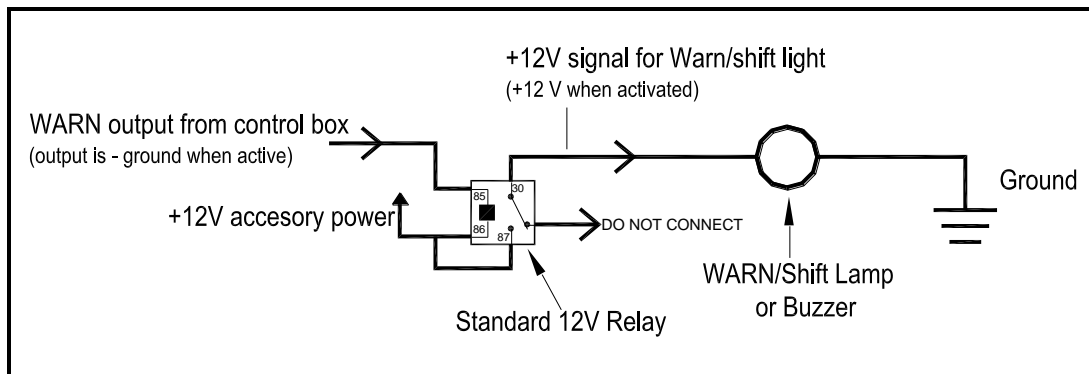 +12V signal for Warn/shift light
(+12 V when activated)
WARN output from control box
(output is - ground when active)
+12V accesory power
85
86
30
87
DO NOT CONNECT
Ground
WARN/Shift Lamp
or Buzzer
Standard 12V Relay